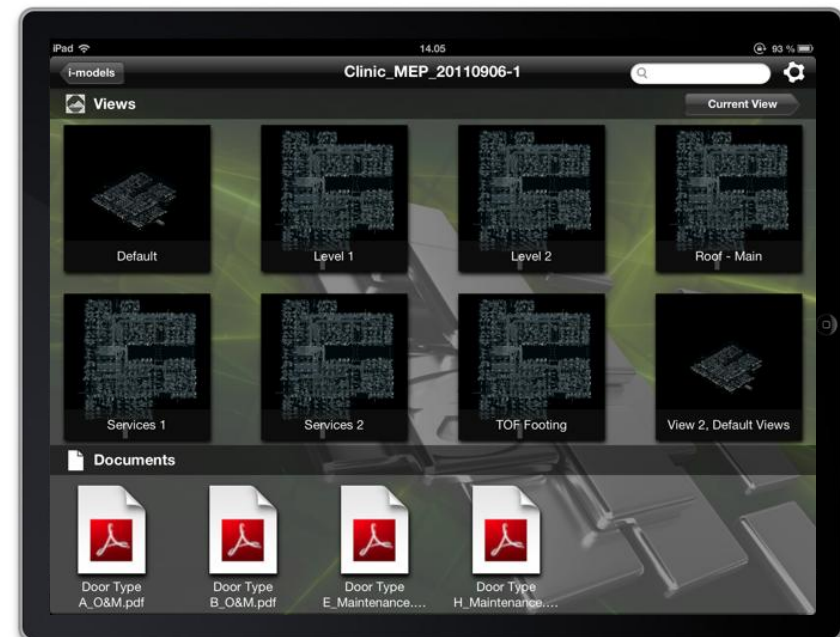 iPad
14.05
93 %
i-models
Clinic_MEP_20110906-1
Views
Current View
Default
Level 1
Level 2
Roof - Main
Services 1
Services 2
TOF Footing
View 2, Default Views
Documents
Door Type
A_O&M.pdf
Door Type
B_O&M.pdf
Door Type
E_Maintenance....
Door Type
H_Maintenance....